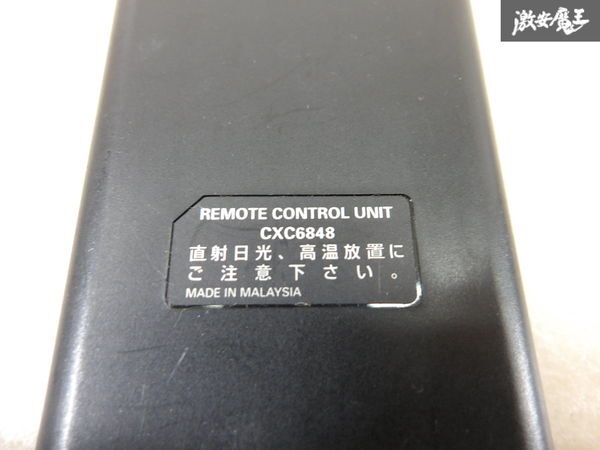 激安魔王
REMOTE CONTROL UNIT
CXC6848
直射日光、高温放置に
ご注意下さい。
MADE IN MALAYSIA